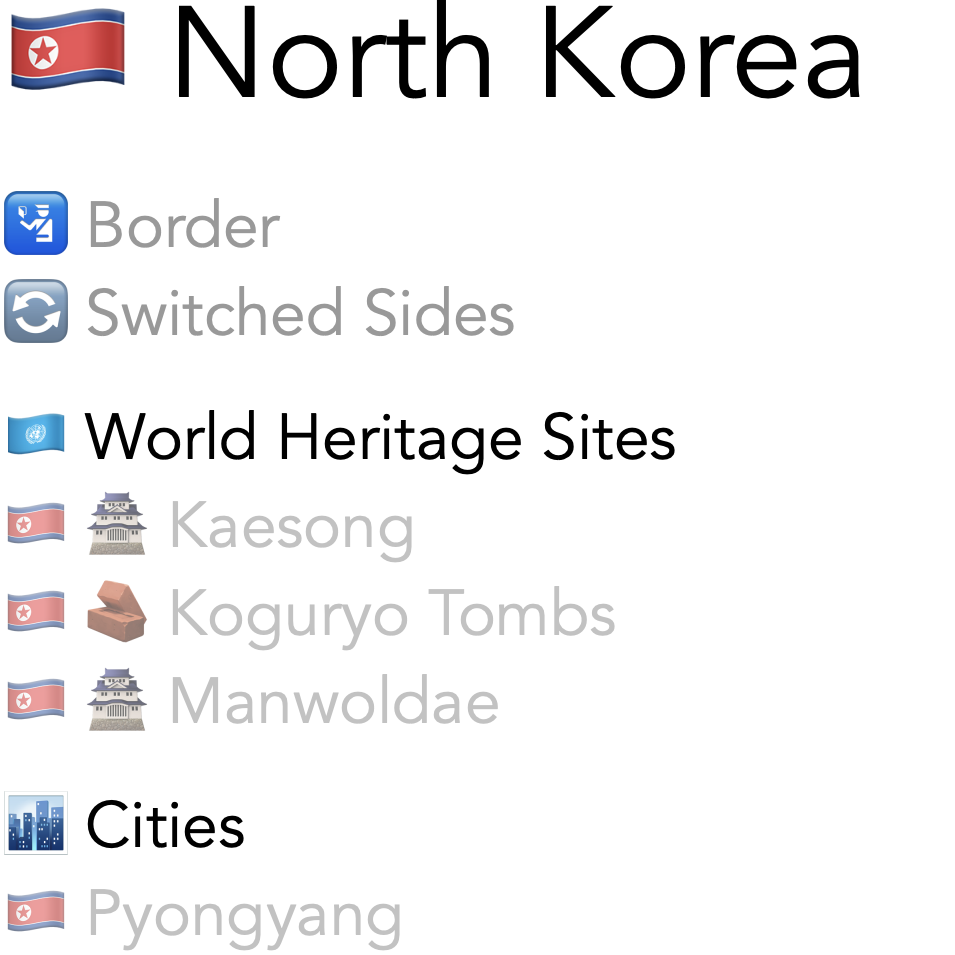 North Korea
Border
Switched Sides
World Heritage Sites
Kaesong
Koguryo Tombs
Manwoldae
Cities
Pyongyang